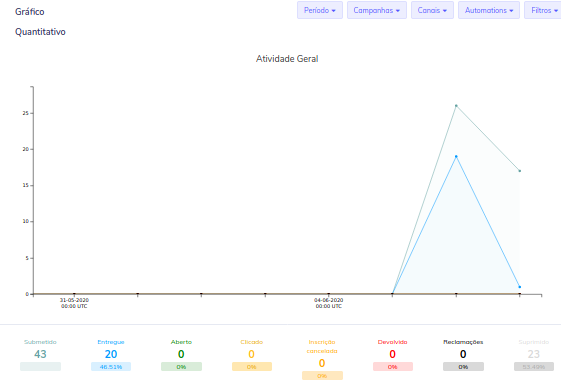 Gráfico
Período
Campanhas
Canais
Automations
Filtros
Quantitativo
Atividade Geral
25
20
15
10
5
0
31-05-2020
00:00 UTC
04-06-2020
00:00 UTC
Submetido
43
Entregue
20
46.51%
Aberto
0
0%
Clicado
0
0%
Inscrição
cancelada
0
0%
Devolvido
0
0%
Reclamações
0
0%
Suprimido
23
53.49%